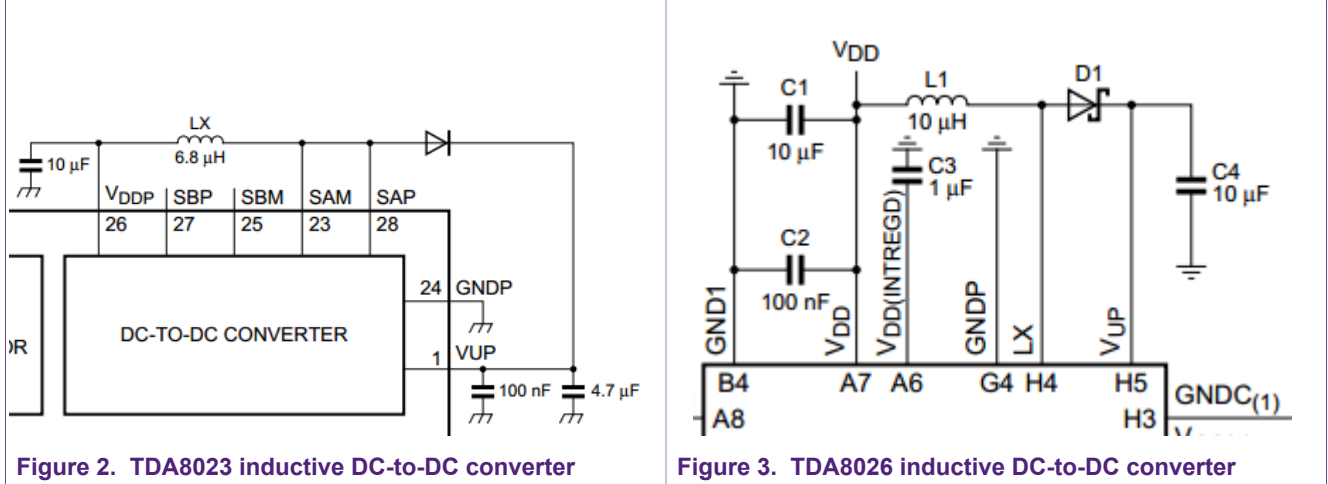 LX
6.8 µH
10 µF
VDDP SBP SBM SAM SAP
26 27 25 23 28
DC-TO-DC CONVERTER
24 GNDP
1 VUP
100 nF
4.7 µF
Figure 2. TDA8023 inductive DC-to-DC converter
VDD
C1
10 µF
L1
10 µH
D1
C3
1 µF
C4
10 µF
C2
100 nF
GND1
VDD
VDD(INTREGD)
GNDP
LX
VUP
B4 A7 A6 G4 H4 H5
A8
H3
GNDC(1)
Figure 3. TDA8026 inductive DC-to-DC converter